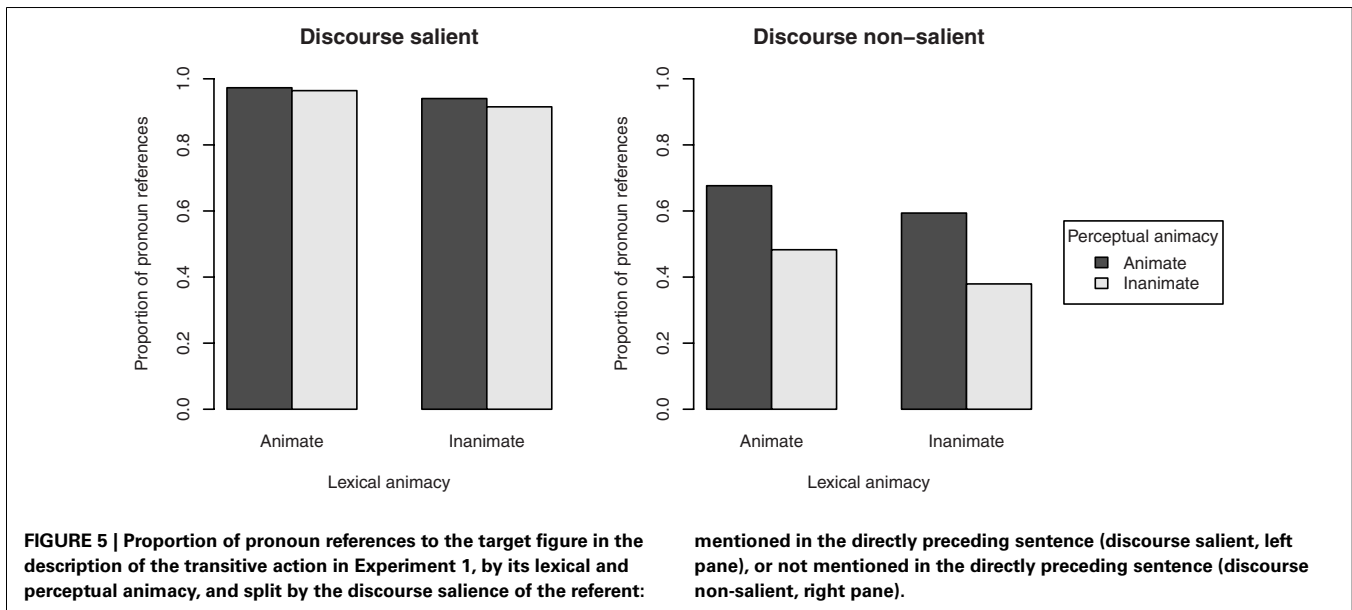 Discourse salient
Proportion of pronoun references
1.0
0.8
0.6
0.4
0.2
0.0
Animate
Inanimate
Lexical animacy
Discourse non−salient
Proportion of pronoun references
1.0
0.8
0.6
0.4
0.2
0.0
Animate
Inanimate
Lexical animacy
Perceptual animacy
Animate
Inanimate
FIGURE 5 | Proportion of pronoun references to the target figure in the
description of the transitive action in Experiment 1, by its lexical and
perceptual animacy, and split by the discourse salience of the referent:
mentioned in the directly preceding sentence (discourse salient, left
pane), or not mentioned in the directly preceding sentence (discourse
non-salient, right pane).